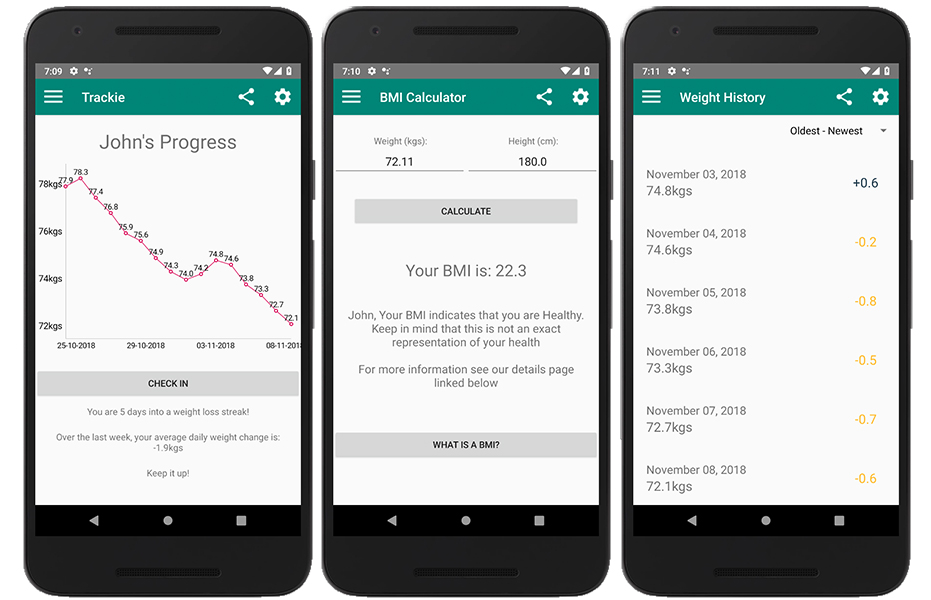 7:09
Trackie
John's Progress
78kgs
76kgs
74kgs
72kgs
77.9
78.3
77.4
76.8
75.9
75.6
74.9
74.3
74.0
74.2
74.8
74.6
73.8
73.3
72.7
72.1
25-10-2018
29-10-2018
03-11-2018
08-11-201
CHECK IN
You are 5 days into a weight loss streak!
Over the last week, your average daily weight change is:
-1.9kgs
Keep it up!
7:10
BMI Calculator
Weight (kgs):
Height (cm):
72.11
180.0
CALCULATE
Your BMI is: 22.3
John, Your BMI indicates that you are Healthy.
Keep in mind that this is not an exact
representation of your health
For more information see our details page
linked below
WHAT IS A BMI?
7:11
Weight History
Oldest - Newest
November 03, 2018
74.8kgs
+0.6
November 04, 2018
74.6kgs
-0.2
November 05, 2018
73.8kgs
-0.8
November 06, 2018
73.3kgs
-0.5
November 07, 2018
72.7kgs
-0.7
November 08, 2018
72.1kgs
-0.6